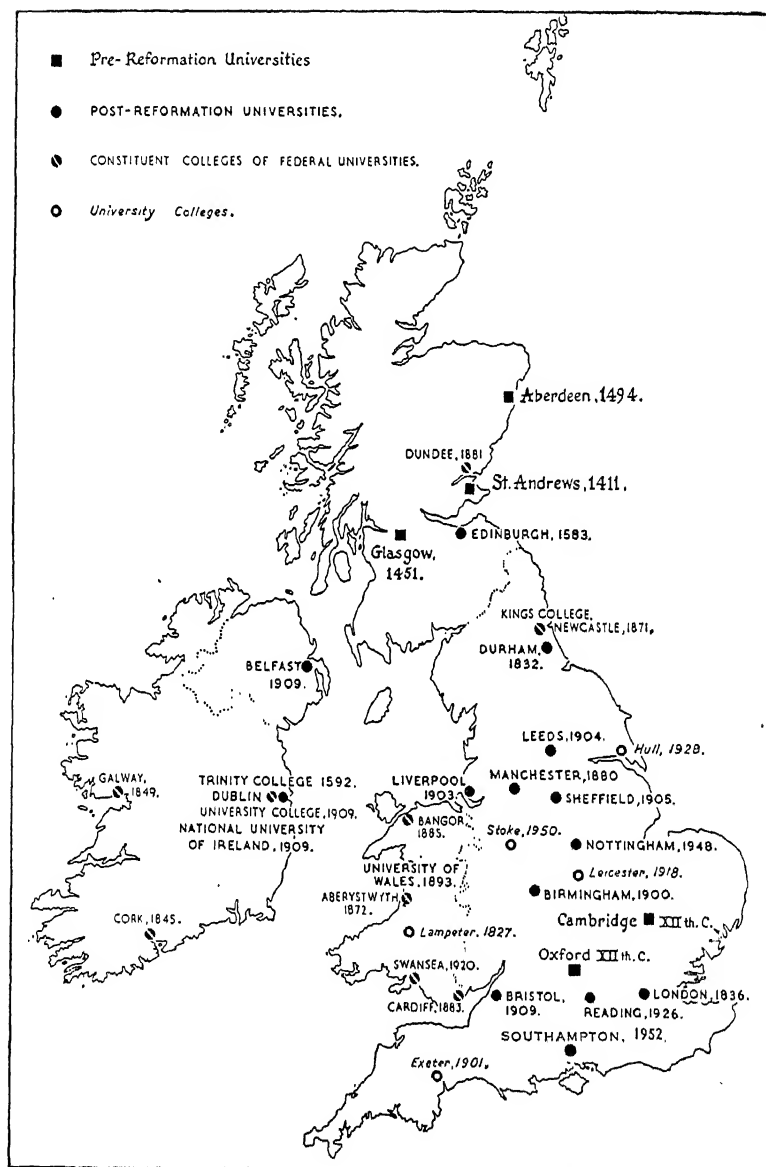 Pre-Reformation Universities
POST-REFORMATION UNIVERSITIES.
CONSTITUENT COLLEGES OF FEDERAL UNIVERSITIES.
University Colleges.
Aberdeen, 1494.
DUNDEE, 1881
St. Andrews, 1411.
EDINBURGH, 1583.
Glasgow,
1451.
KINGS COLLEGE,
NEWCASTLE, 1871.
DURHAM,
1832.
BELFAST
1909.
LEEDS, 1904.
Hull, 1928.
GALWAY,
1849.
TRINITY COLLEGE 1592.
DUBLIN
UNIVERSITY COLLEGE, 1909.
NATIONAL UNIVERSITY
OF IRELAND, 1909.
LIVERPOOL
1903.
MANCHESTER, 1880
SHEFFIELD, 1905.
BANGOR
1885.
Stoke, 1950.
NOTTINGHAM, 1948.
UNIVERSITY OF
WALES, 1893.
Leicester, 1918.
ABERYSTWYTH,
1872.
BIRMINGHAM, 1900.
CORK, 1845.
Lampeter, 1827.
Cambridge XIIth. C.
Oxford XIIth. C.
SWANSEA, 1920.
CARDIFF, 1883.
BRISTOL,
1909.
READING, 1926.
LONDON, 1836.
SOUTHAMPTON, 1952.
Exeter, 1901.